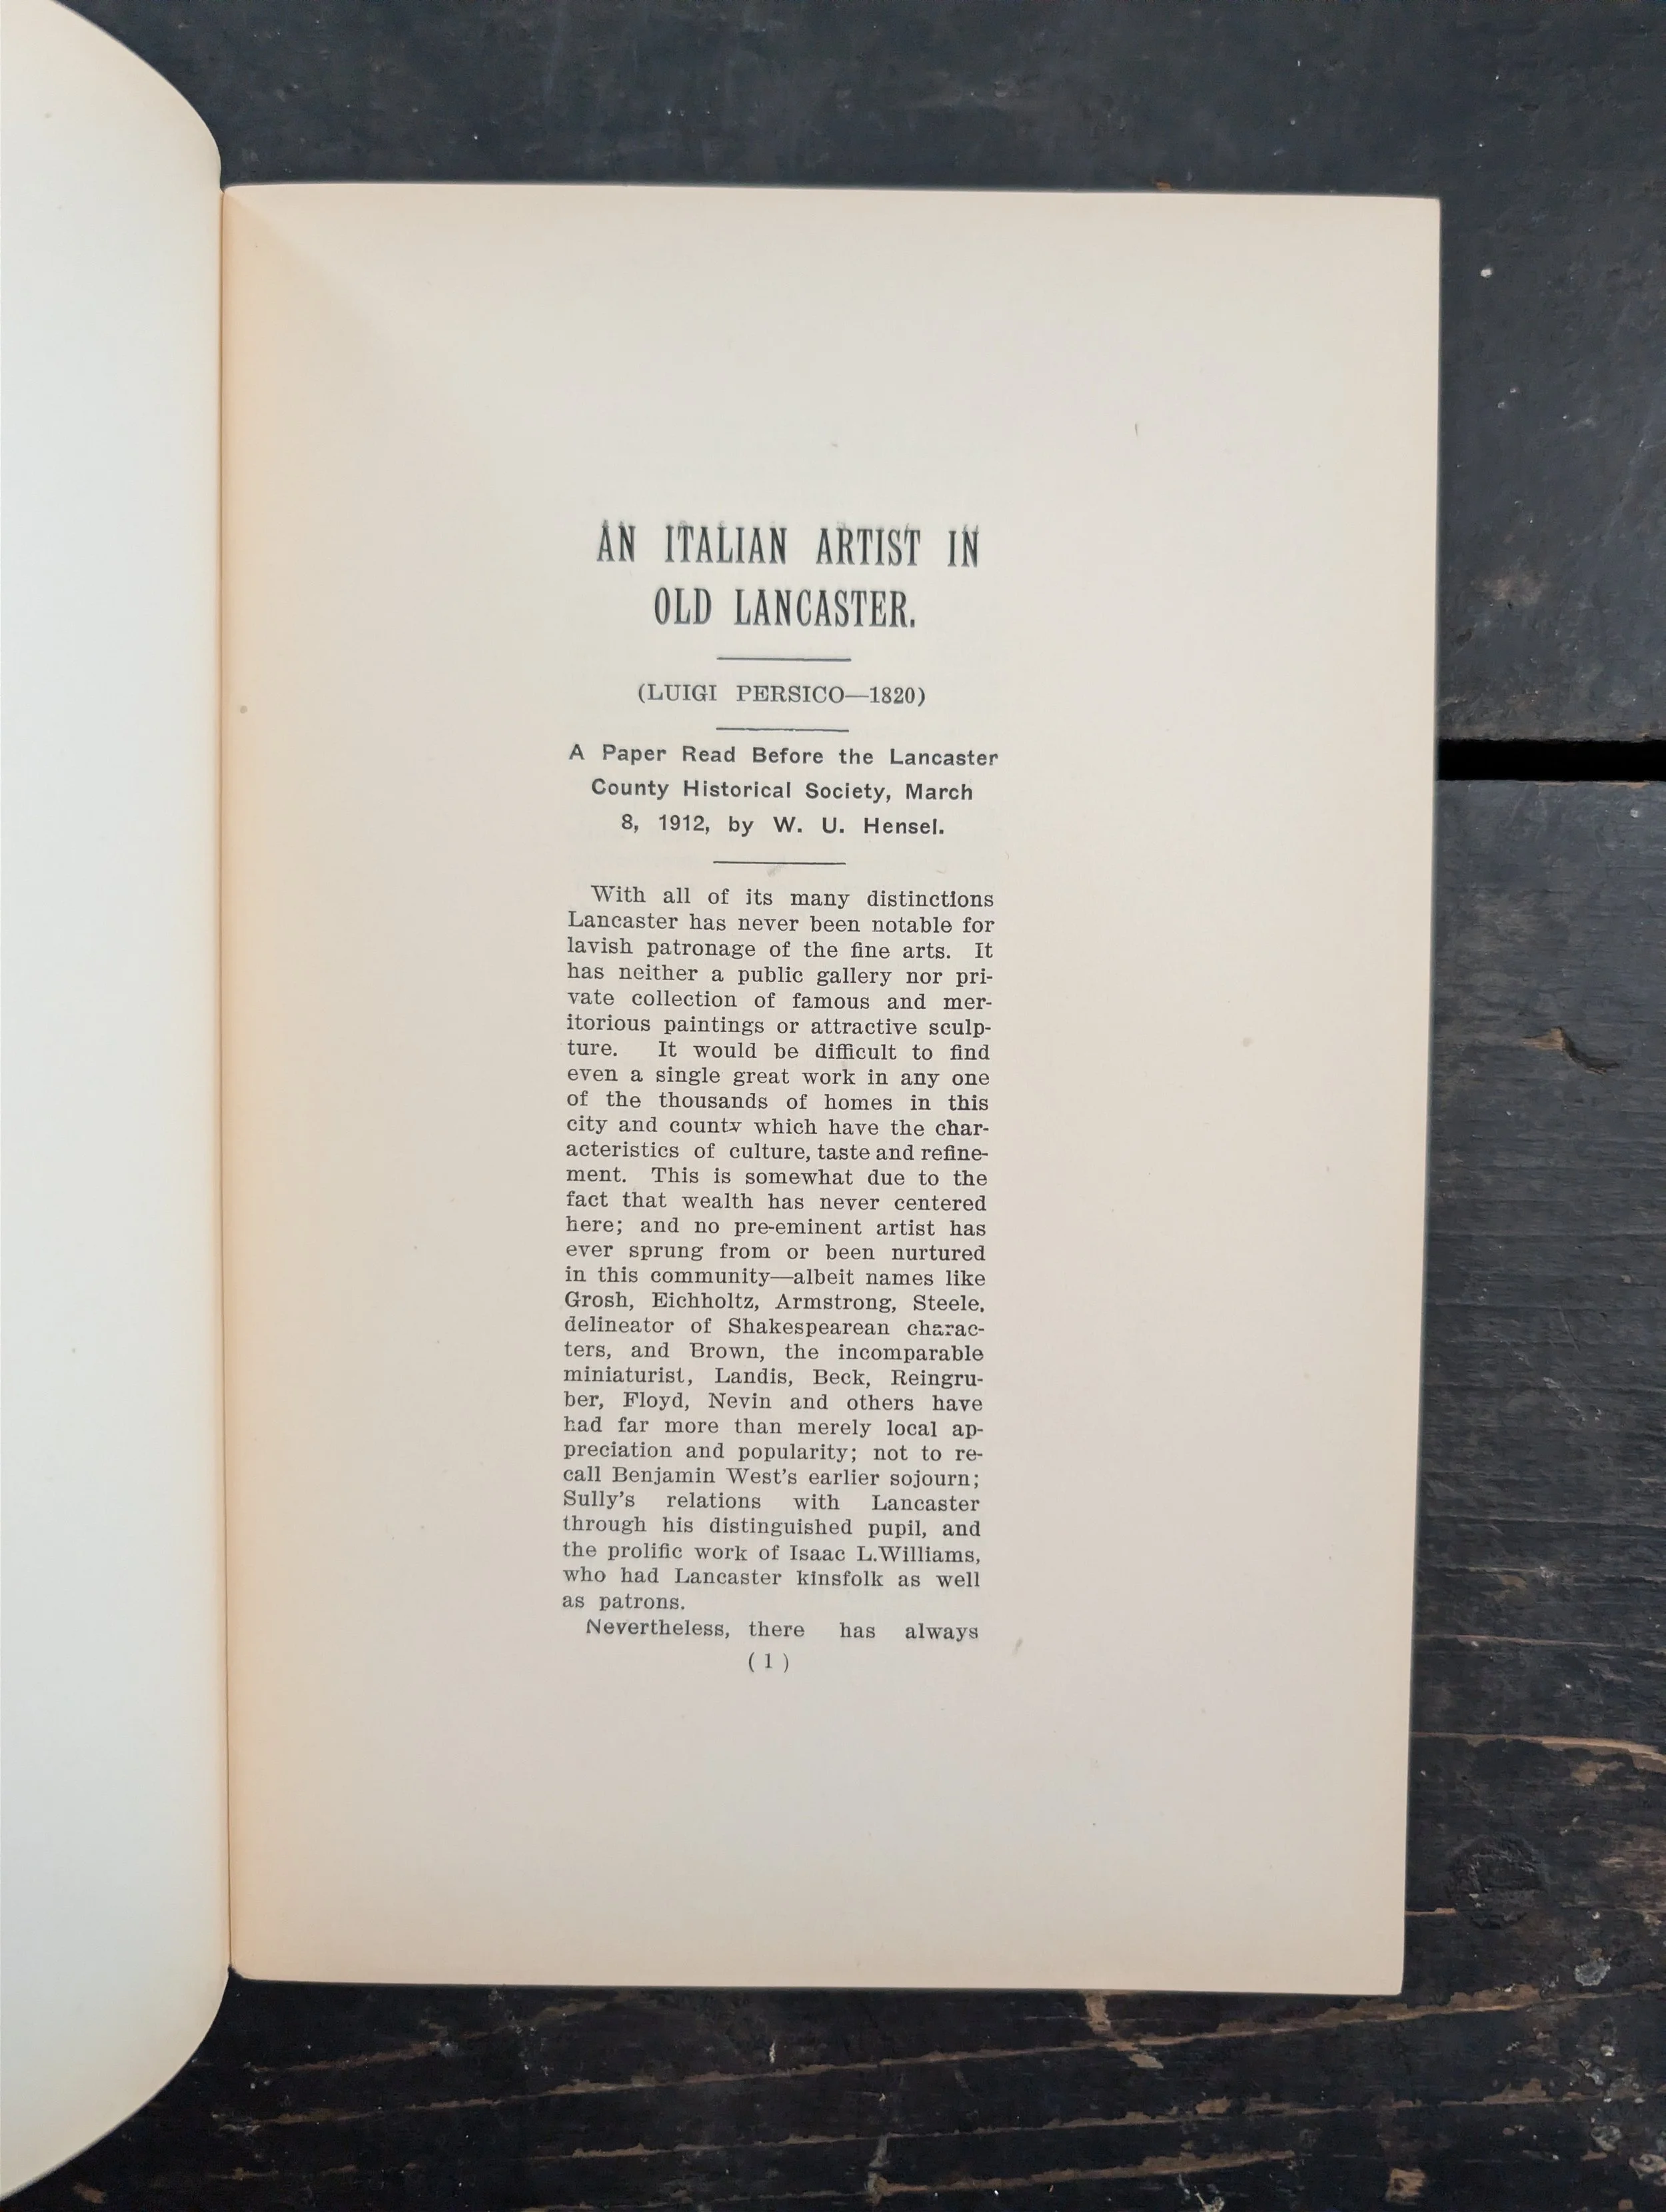 AN ITALIAN ARTIST IN
OLD LANCASTER.
(LUIGI PERSICO—1820)
A Paper Read Before the Lancaster
County Historical Society, March
8, 1912, by W. U. Hensel.
With all of its many distinctions
Lancaster has never been notable for
lavish patronage of the fine arts. It
has neither a public gallery nor pri-
vate collection of famous and mer-
itorious paintings or attractive sculp-
ture. It would be difficult to find
even a single great work in any one
of the thousands of homes in this
city and county which have the char-
acteristics of culture, taste and refine-
ment. This is somewhat due to the
fact that wealth has never centered
here; and no pre-eminent artist has
ever sprung from or been nurtured
in this community—albeit names like
Grosh, Eichholtz, Armstrong, Steele,
delineator of Shakespearean charac-
ters, and Brown, the incomparable
miniaturist, Landis, Beck, Reingru-
ber, Floyd, Nevin and others have
had far more than merely local ap-
preciation and popularity; not to re-
call Benjamin West's earlier sojourn;
Sully's relations with Lancaster
through his distinguished pupil, and
the prolific work of Isaac L.Williams,
who had Lancaster kinsfolk as well
as patrons.
Nevertheless, there has always
(1)